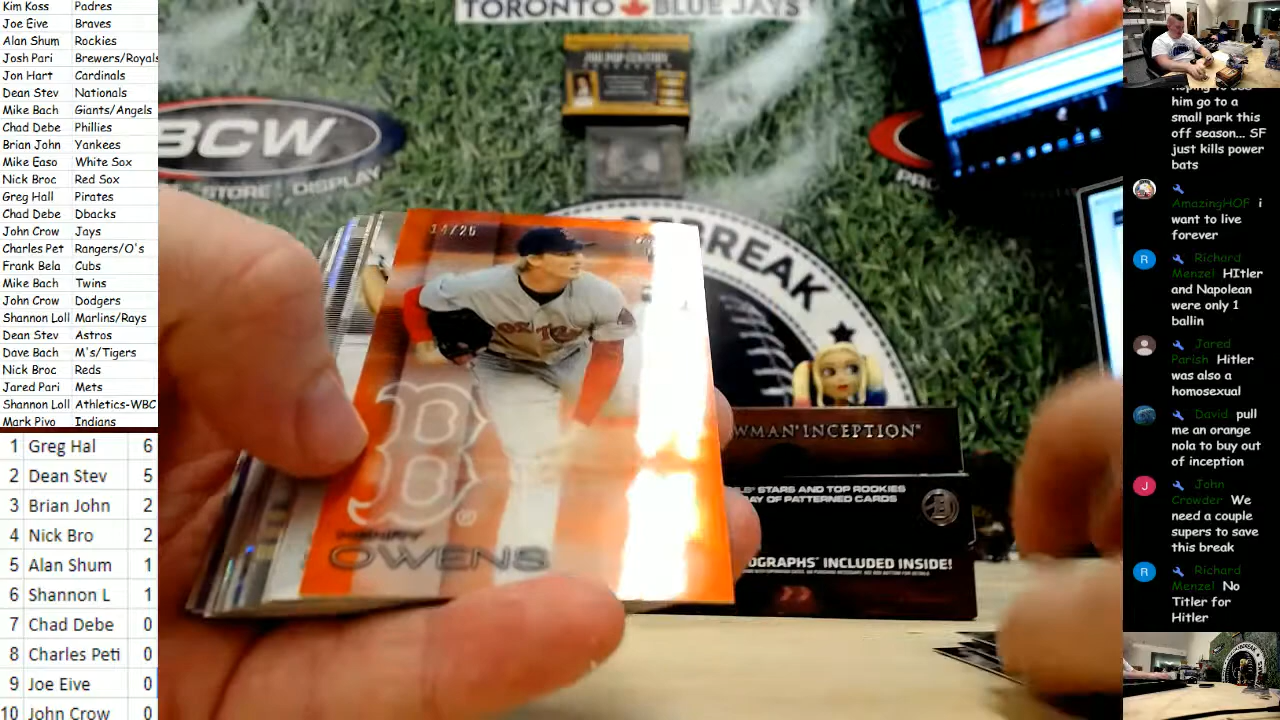 Kim Koss Padres
Joe Eive Braves
Alan Shum Rockies
Josh Pari Brewers/Royals
Jon Hart Cardinals
Dean Stev Nationals
Mike Bach Giants/Angels
Chad Debe Phillies
Brian John Yankees
Mike Easo White Sox
Nick Broc Red Sox
Greg Hall Pirates
Chad Debe Dbacks
John Crow Jays
Charles Pet Rangers/O's
Frank Bela Cubs
Mike Bach Twins
John Crow Dodgers
Shannon Loll Marlins/Rays
Dean Stev Astros
Dave Bach M's/Tigers
Nick Broc Reds
Jared Pari Mets
Shannon Loll Athletics-WBC
Mark Pivo Indians
1 Greg Hal 6
2 Dean Stev 5
3 Brian John 2
4 Nick Bro 2
5 Alan Shum 1
6 Shannon L 1
7 Chad Debe 0
8 Charles Peti 0
9 Joe Eive 0
10 John Crow 0
TORONTO BLUE JAYS
BCW
STORE DISPLAY
PRO
BREAK
14/25
B
HENRY
OWENS
WMAN INCEPTION
STARS AND TOP ROOKIES
AY OF PATTERNED CARDS
OGRAPHS INCLUDED INSIDE!
him go to a
small park this
off season... SF
just kills power
bats
AmazingHOF i
want to live
forever
R Richard
Menzel HItler
and Napolean
were only 1
ballin
Jared
Parish Hitler
was also a
homosexual
David pull
me an orange
nola to buy out
of inception
J John
Crowder We
need a couple
supers to save
this break
R Richard
Menzel No
Titler for
Hitler